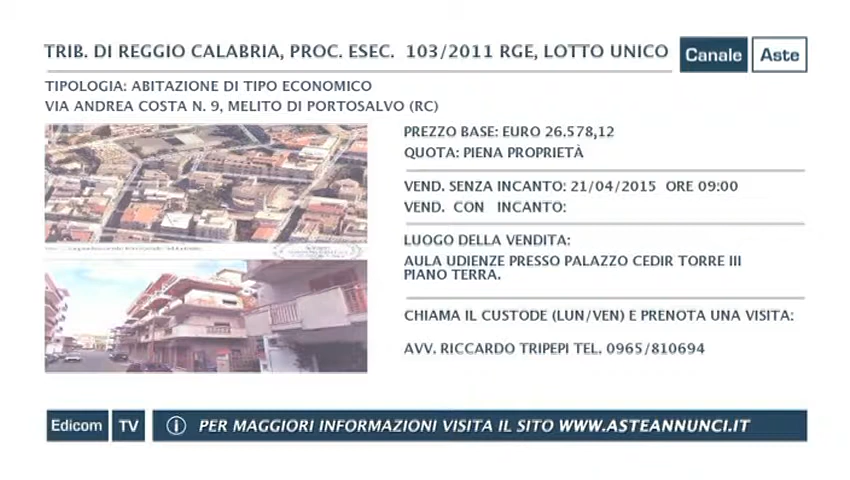 TRIB. DI REGGIO CALABRIA, PROC. ESEC. 103/2011 RGE, LOTTO UNICO
Canale Aste
TIPOLOGIA: ABITAZIONE DI TIPO ECONOMICO
VIA ANDREA COSTA N. 9, MELITO DI PORTOSALVO (RC)
PREZZO BASE: EURO 26.578,12
QUOTA: PIENA PROPRIETÀ
VEND. SENZA INCANTO: 21/04/2015 ORE 09:00
VEND. CON INCANTO:
LUOGO DELLA VENDITA:
AULA UDIENZE PRESSO PALAZZO CEDIR TORRE III
PIANO TERRA.
CHIAMA IL CUSTODE (LUN/VEN) E PRENOTA UNA VISITA:
AVV. RICCARDO TRIPEPI TEL. 0965/810694
Edicom TV
PER MAGGIORI INFORMAZIONI VISITA IL SITO WWW.ASTEANNUNCI.IT